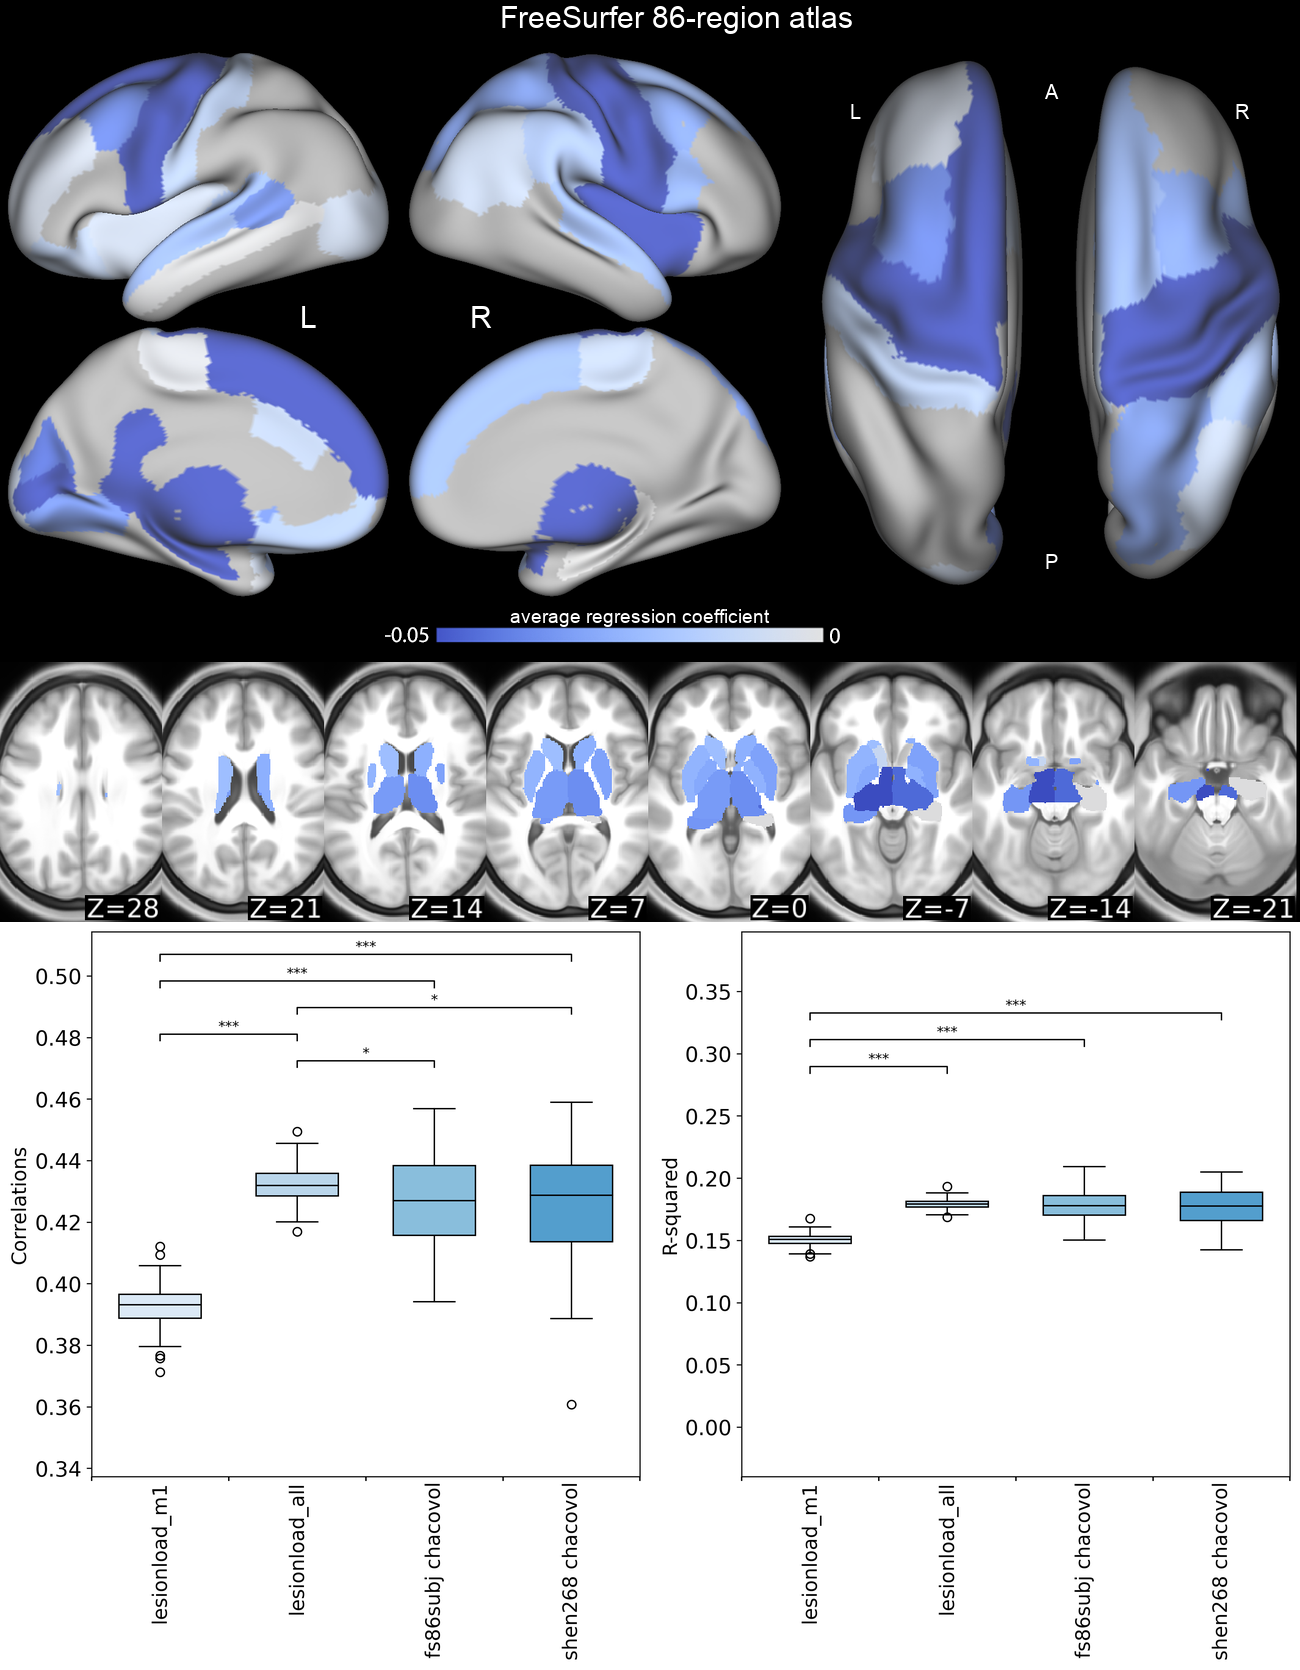 FreeSurfer 86-region atlas
L
A
R
L
R
P
average regression coefficient
-0.05
0
Z=28
Z=21
Z=14
Z=7
Z=0
Z=-7
Z=-14
Z=-21
Correlations
0.50
0.48
0.46
0.44
0.42
0.40
0.38
0.36
0.34
***
***
*
***
*
lesionload_m1
lesionload_all
fs86subj chacovol
shen268 chacovol
R-squared
0.35
0.30
0.25
0.20
0.15
0.10
0.05
0.00
***
***
***
lesionload_m1
lesionload_all
fs86subj chacovol
shen268 chacovol